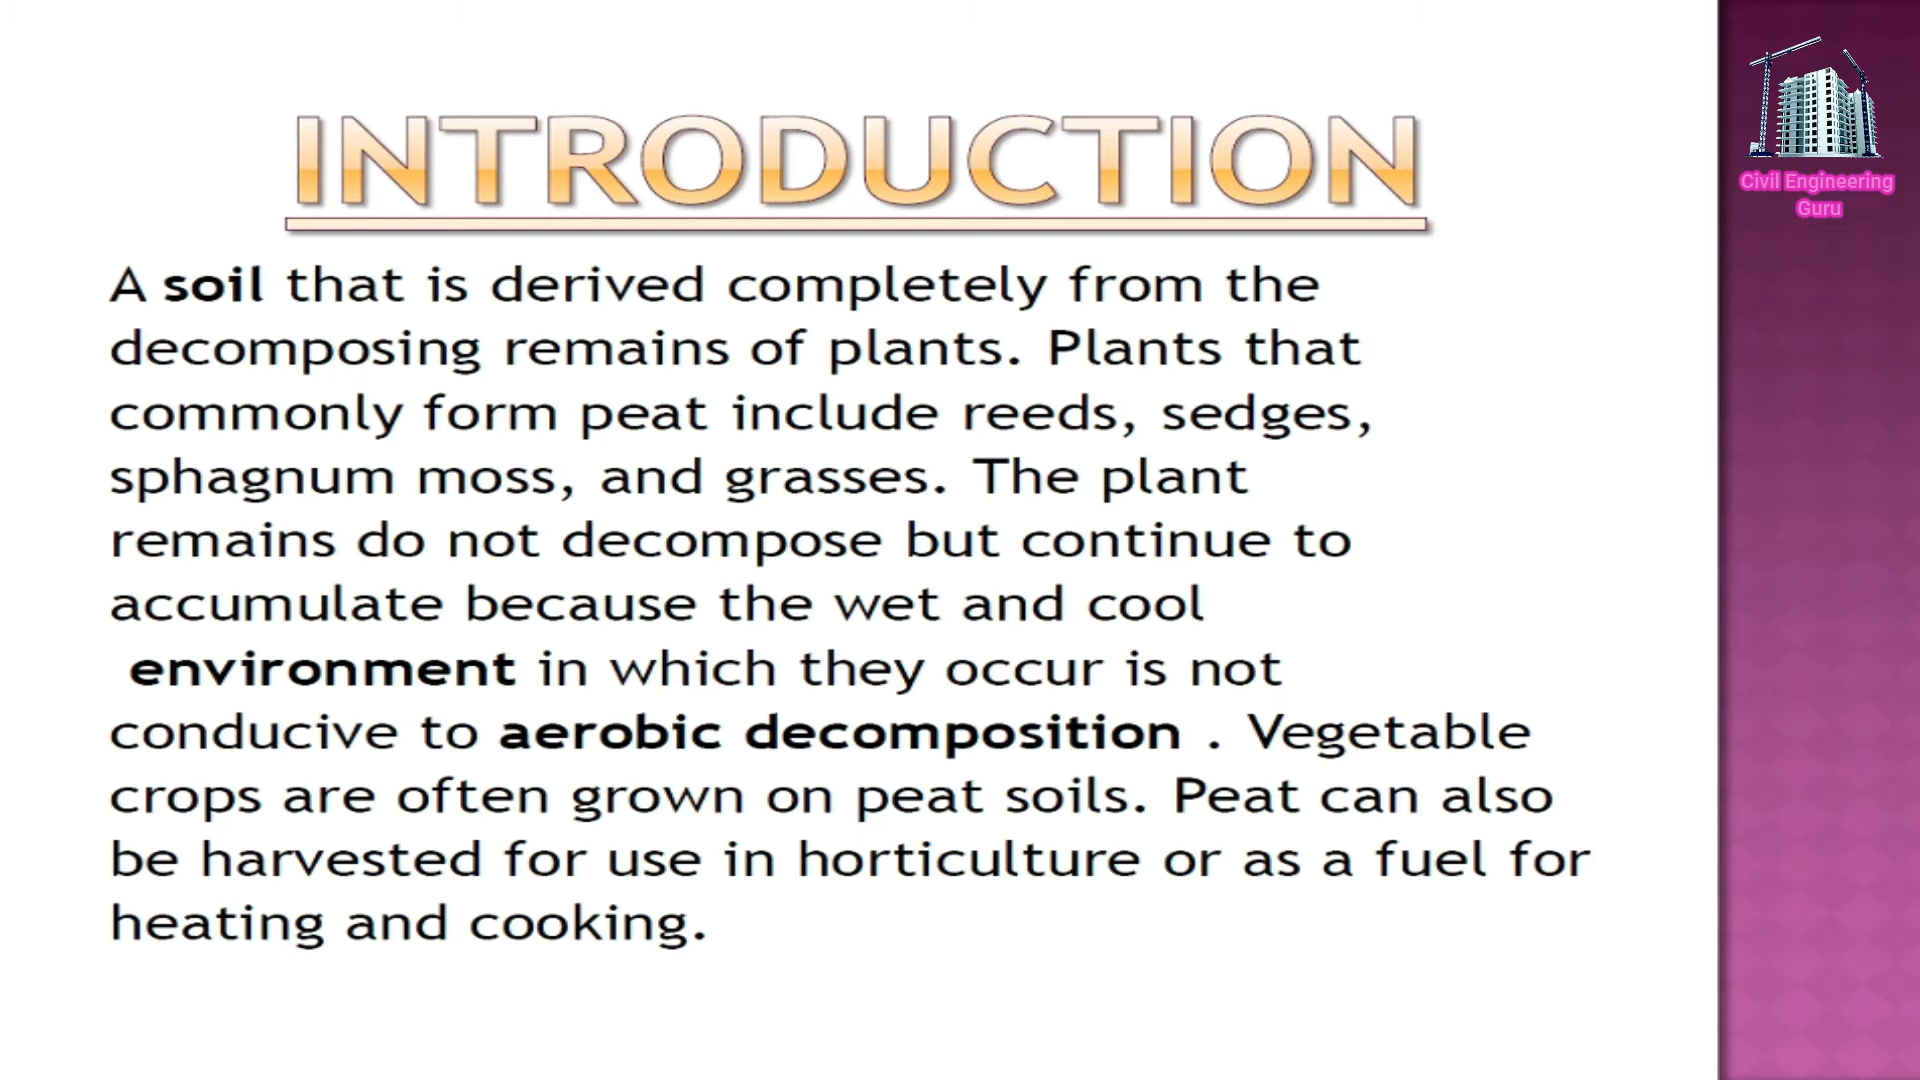 INTRODUCTION
Civil Engineering
Guru
A soil that is derived completely from the
decomposing remains of plants. Plants that
commonly form peat include reeds, sedges,
sphagnum moss, and grasses. The plant
remains do not decompose but continue to
accumulate because the wet and cool
environment in which they occur is not
conducive to aerobic decomposition . Vegetable
crops are often grown on peat soils. Peat can also
be harvested for use in horticulture or as a fuel for
heating and cooking.